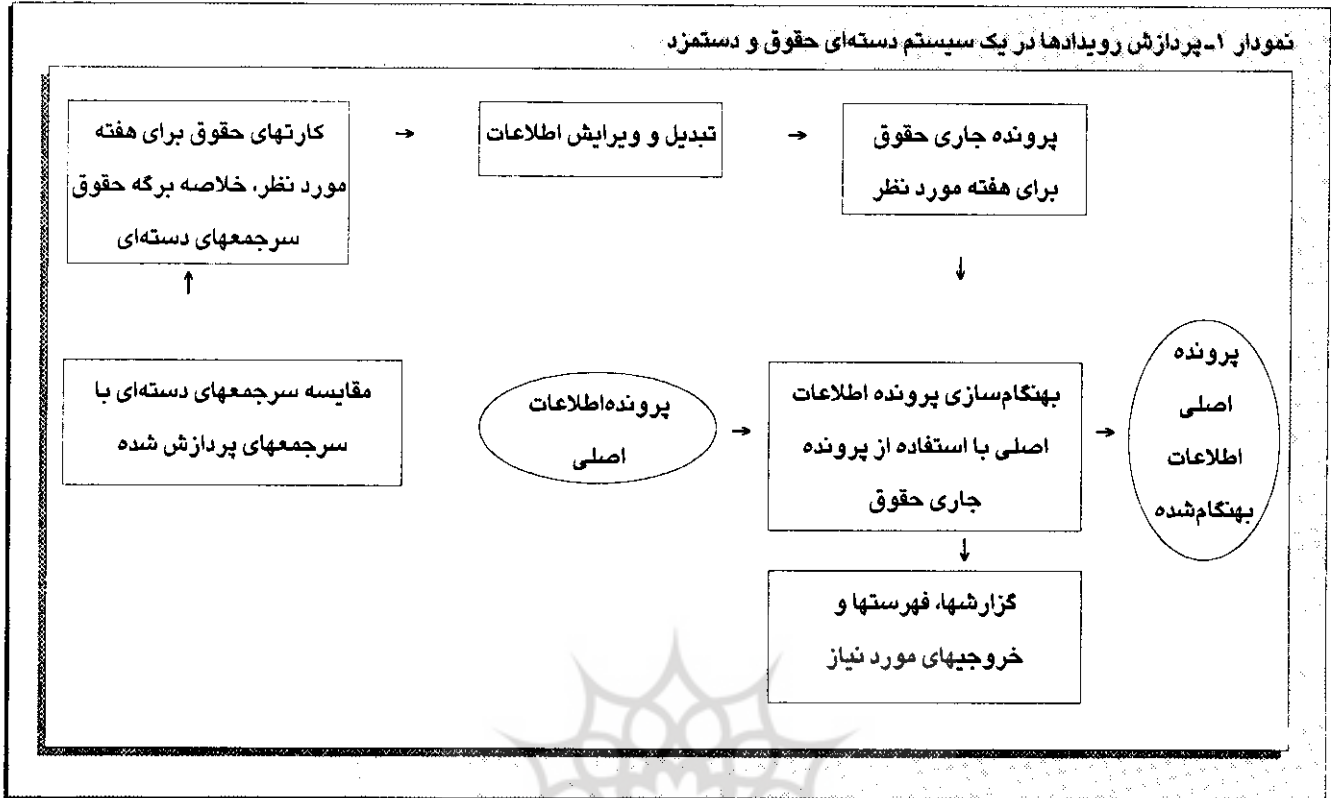 نمودار ۱ـ پردازش رویدادها در یک سیستم دسته‌ای حقوق و دستمزد
کارتهای حقوق برای هفته
مورد نظر، خلاصه برگه حقوق
سرجمعهای دسته‌ای
→
تبدیل و ویرایش اطلاعات
→
پرونده جاری حقوق
برای هفته مورد نظر
↑
↓
مقایسه سرجمعهای دسته‌ای با
سرجمعهای پردازش شده
پرونده‌اطلاعات
اصلی
→
بهنگام‌سازی پرونده اطلاعات
اصلی با استفاده از پرونده
جاری حقوق
→
پرونده
اصلی
اطلاعات
بهنگام‌شده
↓
گزارشها، فهرستها و
خروجیهای مورد نیاز